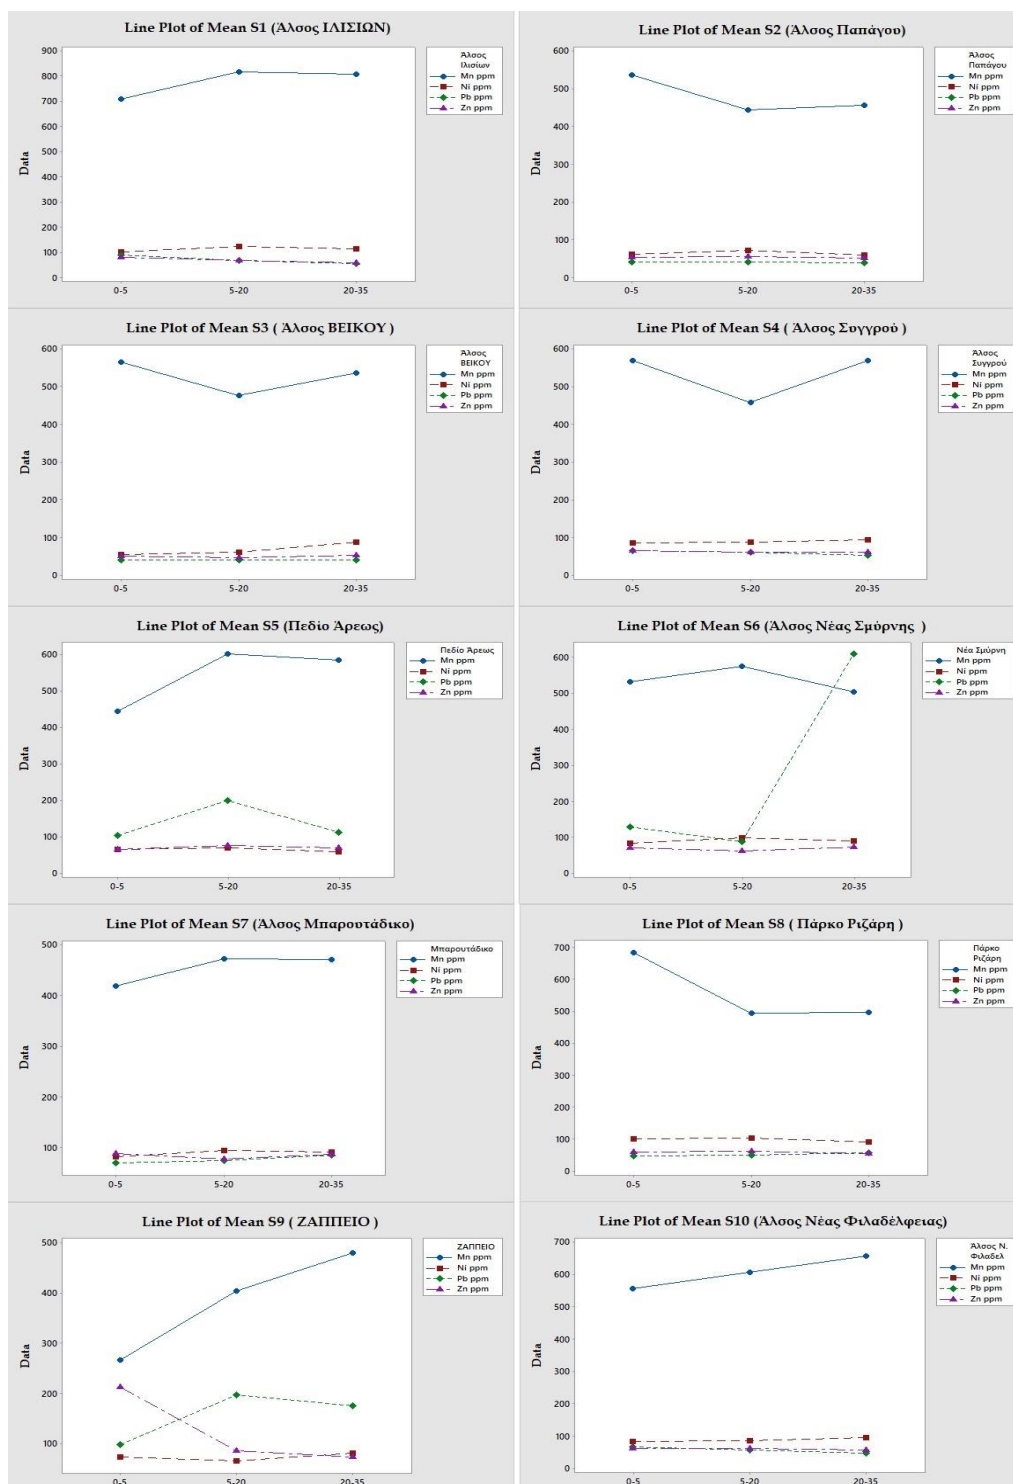 Line Plot of Mean S1 (Άλσος ΙΛΙΣΙΩΝ)
Άλσος
Ιλισίων
Mn ppm
Ni ppm
Pb ppm
Zn ppm
Data
900
800
700
600
500
400
300
200
100
0
0-5 5-20 20-35
Line Plot of Mean S2 (Άλσος Παπάγου)
Άλσος
Παπάγου
Mn ppm
Ni ppm
Pb ppm
Zn ppm
Data
600
500
400
300
200
100
0
0-5 5-20 20-35
Line Plot of Mean S3 ( Άλσος ΒΕΙΚΟΥ )
Άλσος
ΒΕΙΚΟΥ
Mn ppm
Ni ppm
Pb ppm
Zn ppm
Data
600
500
400
300
200
100
0
0-5 5-20 20-35
Line Plot of Mean S4 ( Άλσος Συγγρού )
Άλσος
Συγγρού
Mn ppm
Ni ppm
Pb ppm
Zn ppm
Data
600
500
400
300
200
100
0
0-5 5-20 20-35
Line Plot of Mean S5 (Πεδίο Άρεως)
Πεδίο Άρεως
Mn ppm
Ni ppm
Pb ppm
Zn ppm
Data
600
500
400
300
200
100
0
0-5 5-20 20-35
Line Plot of Mean S6 (Άλσος Νέας Σμύρνης )
Νέα Σμύρνη
Mn ppm
Ni ppm
Pb ppm
Zn ppm
Data
600
500
400
300
200
100
0
0-5 5-20 20-35
Line Plot of Mean S7 (Άλσος Μπαρουτάδικο)
Μπαρουτάδικο
Mn ppm
Ni ppm
Pb ppm
Zn ppm
Data
500
400
300
200
100
0-5 5-20 20-35
Line Plot of Mean S8 ( Πάρκο Ριζάρη )
Πάρκο
Ριζάρη
Mn ppm
Ni ppm
Pb ppm
Zn ppm
Data
700
600
500
400
300
200
100
0
0-5 5-20 20-35
Line Plot of Mean S9 ( ΖΑΠΠΕΙΟ )
ΖΑΠΠΕΙΟ
Mn ppm
Ni ppm
Pb ppm
Zn ppm
Data
500
400
300
200
100
0-5 5-20 20-35
Line Plot of Mean S10 (Άλσος Νέας Φιλαδέλφειας)
Άλσος Ν.
Φιλαδελ
Mn ppm
Ni ppm
Pb ppm
Zn ppm
Data
700
600
500
400
300
200
100
0
0-5 5-20 20-35